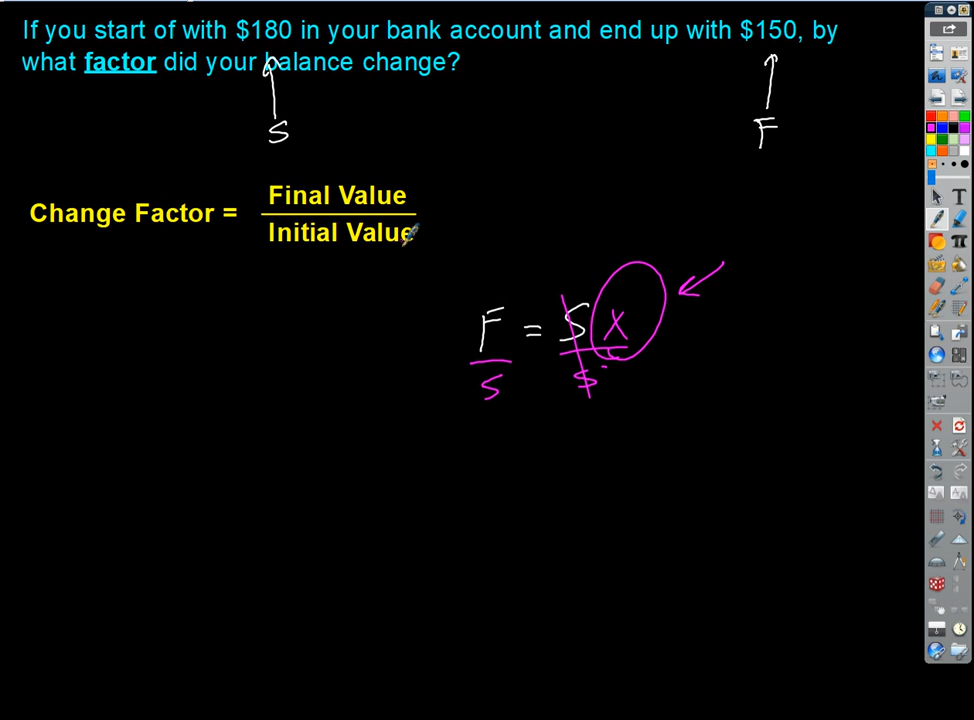 If you start of with $180 in your bank account and end up with $150, by
what factor did your balance change?
S
F
Change Factor =
Final Value
Initial Value
F = S X
S S